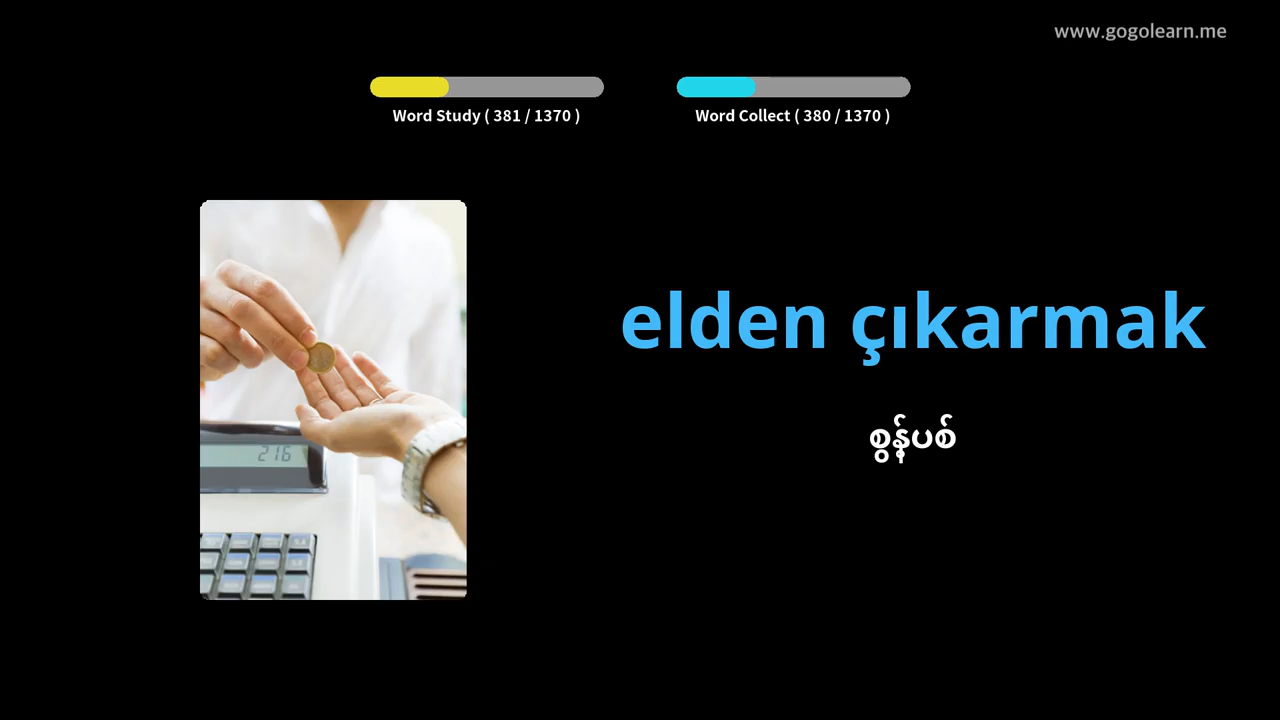 www.gogolearn.me
Word Study ( 381 / 1370 )
Word Collect ( 380 / 1370 )
elden çıkarmak
စွန့်ပစ်
216